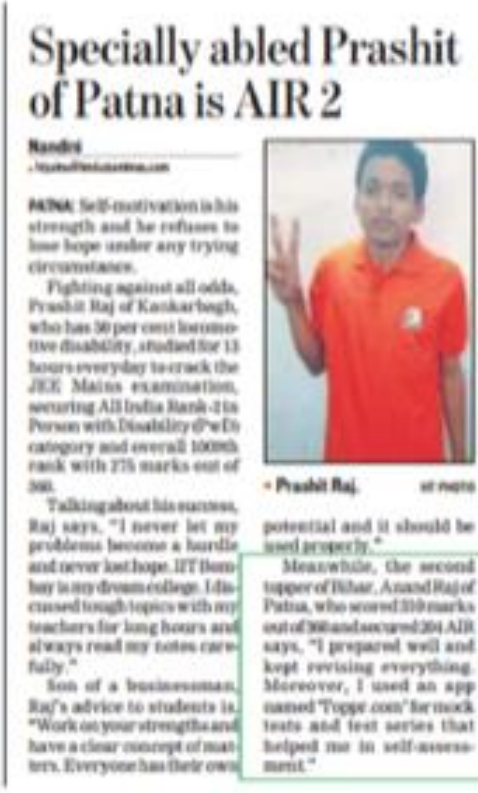 Specially abled Prashit
of Patna is AIR 2
Nandini
PATNA: Self-motivation is his
strength and he refuses to
lose hope under any trying
circumstance.
Fighting against all odds,
Prashit Raj of Kankarbagh,
who has 50 per cent locomo-
tive disability, studied for 13
hours everyday to crack the
JEE Mains examination,
securing All India Rank-2 in
Person with Disability (PwD)
category and overall
rank with 275 marks out of
360.
Talking about his success,
Raj says, "I never let my
problems become a hurdle
and never lost hope. IIT Bom-
bay is my dream college. I dis-
cussed tough topics with my
teachers for long hours and
always read my notes care-
fully."
Son of a businessman,
Raj's advice to students is,
"Work on your strengths and
have a clear concept of mat-
ters. Everyone has their own
• Prashit Raj. HT PHOTO
potential and it should be
used properly."
Meanwhile, the second
topper of Bihar, Anand Raj of
Patna, who scored 310 marks
out of 360 and secured 204 AIR
says, "I prepared well and
kept revising everything.
Moreover, I used an app
named 'Toppr.com' for mock
tests and test series that
helped me in self-assess-
ment."